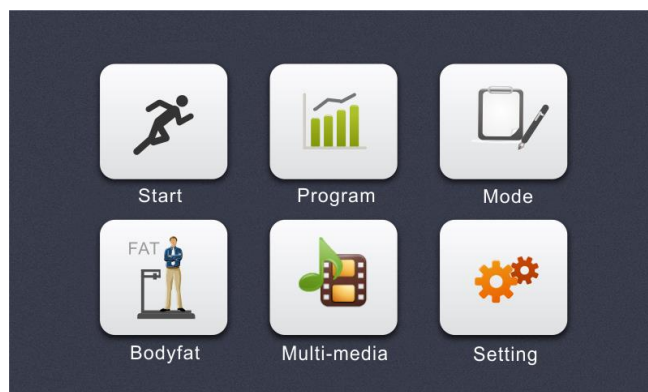 Start
Program
Mode
FAT
Bodyfat
Multi-media
Setting